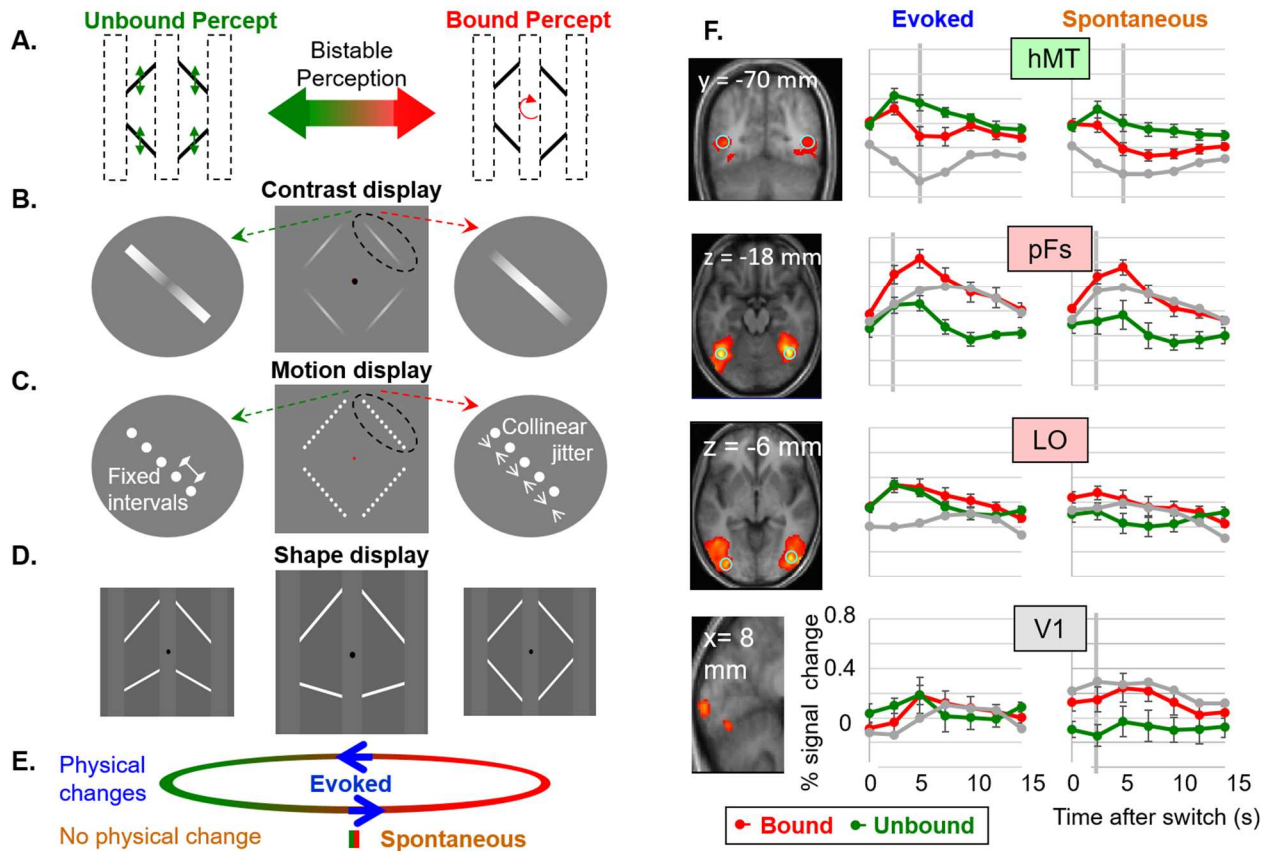 A.
Unbound Percept
Bistable
Perception
Bound Percept
B.
Contrast display
C.
Motion display
Fixed
intervals
Collinear
jitter
D.
Shape display
E.
Physical
changes
Evoked
No physical change
Spontaneous
F.
Evoked
Spontaneous
hMT
y = -70 mm
pFs
z = -18 mm
LO
z = -6 mm
V1
x= 8
mm
% signal change
0.8
0.4
0
0 5 10 15
0 5 10 15
Time after switch (s)
Bound Unbound